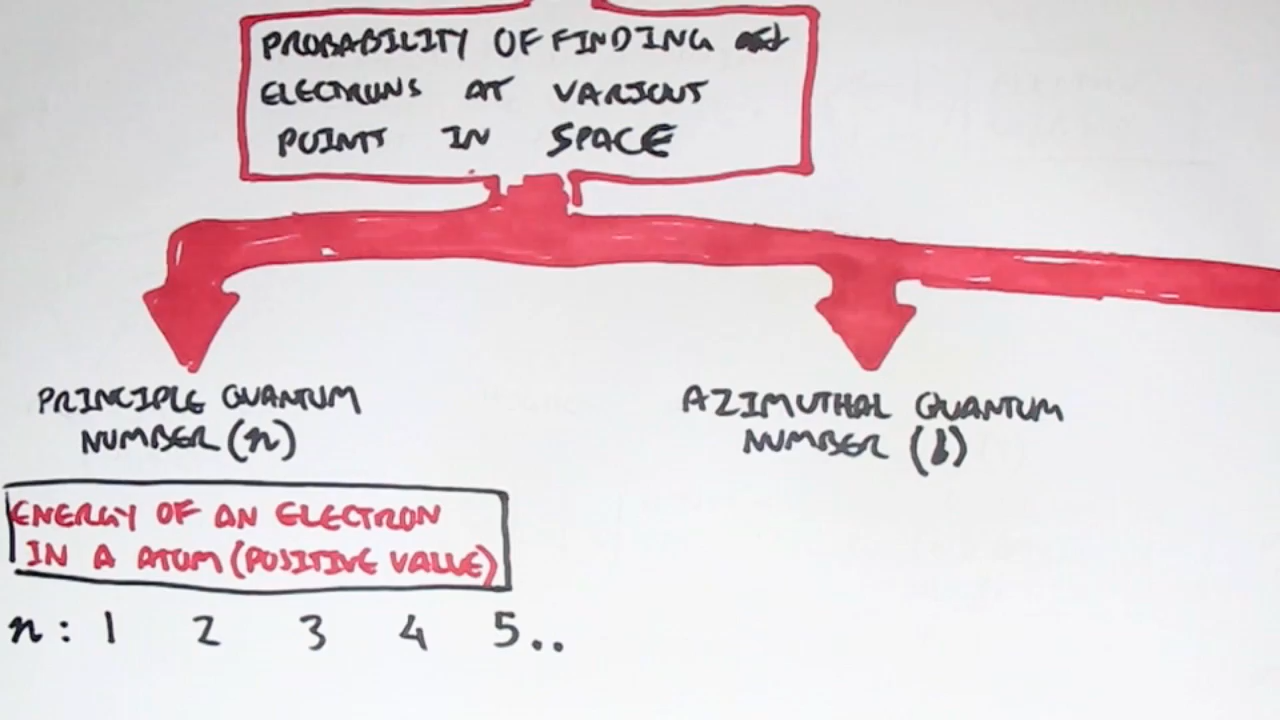 PROBABILITY OF FINDING
ELECTRONS AT VARIOUS
POINTS IN SPACE
PRINCIPLE QUANTUM
NUMBER (n)
AZIMUTHAL QUANTUM
NUMBER (l)
ENERGY OF AN ELECTRON
IN A ATOM (POSITIVE VALUE)
n: 1 2 3 4 5..